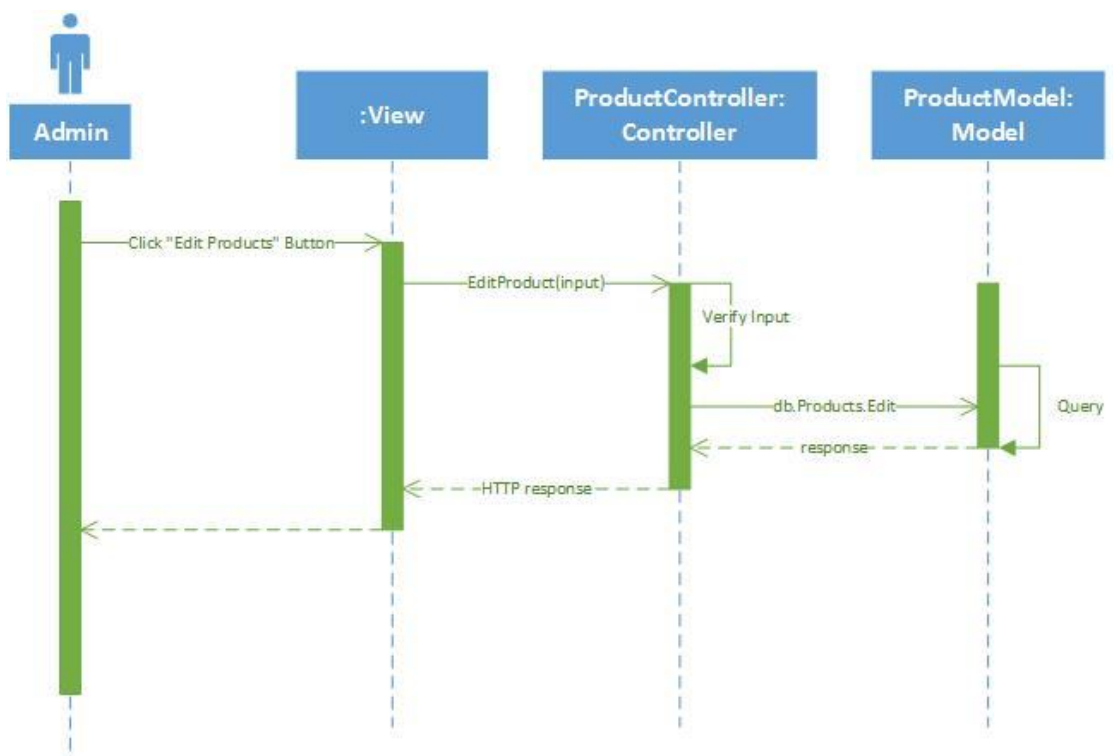 Admin
:View
ProductController:
Controller
ProductModel:
Model
Click "Edit Products" Button
EditProduct(input)
Verify Input
db.Products.Edit
Query
response
HTTP response